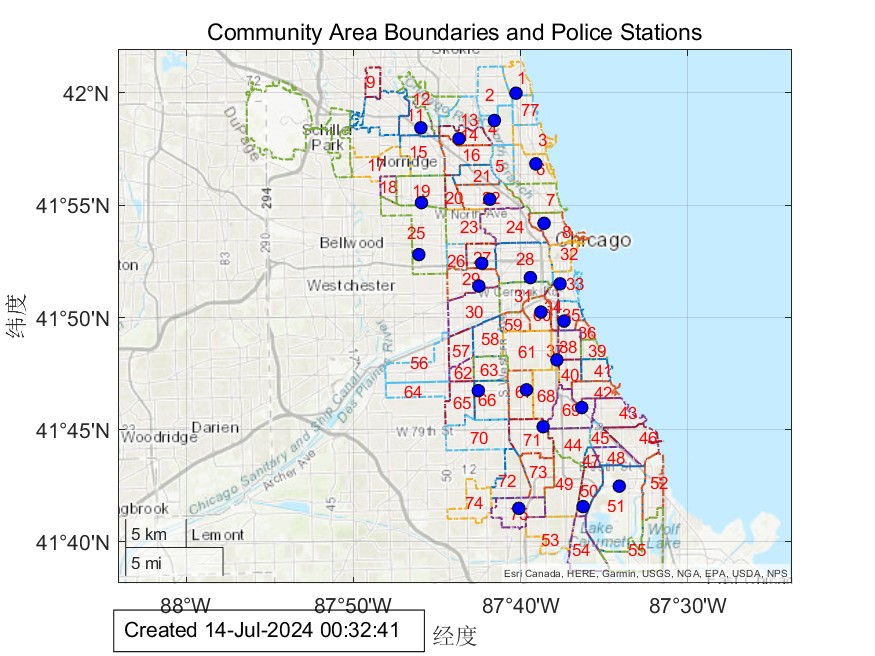 Community Area Boundaries and Police Stations
Skokie
72
9
12
1
2
77
11
13
14
4
3
Schiller
Park
DuPage
15
16
17
Norridge
5
6
21
18
19
20
22
7
W North Ave
294
290
83
Bellwood
25
23
24
8
Chicago
32
26
27
28
ton
Westchester
29
W Cermak Rd
33
31
30
34
35
60
59
36
58
57
61
37
38
39
56
Des Plaines River
171
62
63
40
41
64
42
65
66
67
68
69
43
Woodridge
Darien
W 79th St
70
71
44
45
46
Chicago Sanitary and Ship Canal
Archer Ave
50
12
47
48
72
73
49
50
52
51
74
75
45
gbrook
Lemont
Lake
Calumet
Wolf
Lake
53
54
55
5 km
5 mi
Esri Canada, HERE, Garmin, USGS, NGA, EPA, USDA, NPS
42°N
41°55'N
41°50'N
41°45'N
41°40'N
纬度
88°W
87°50'W
87°40'W
87°30'W
经度
Created 14-Jul-2024 00:32:41